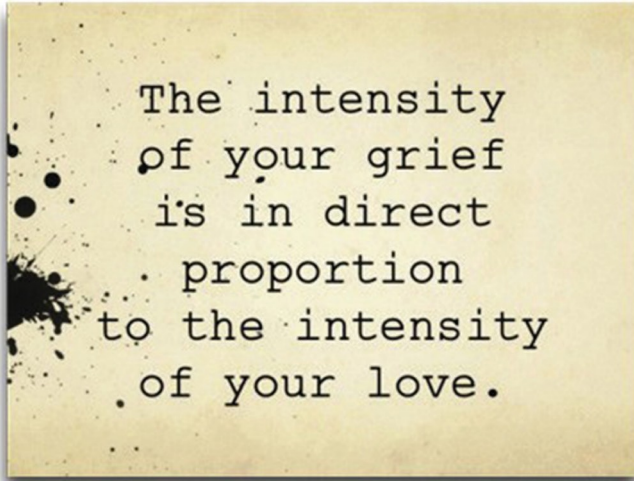 The intensity
of your grief
is in direct
proportion
to the intensity
of your love.